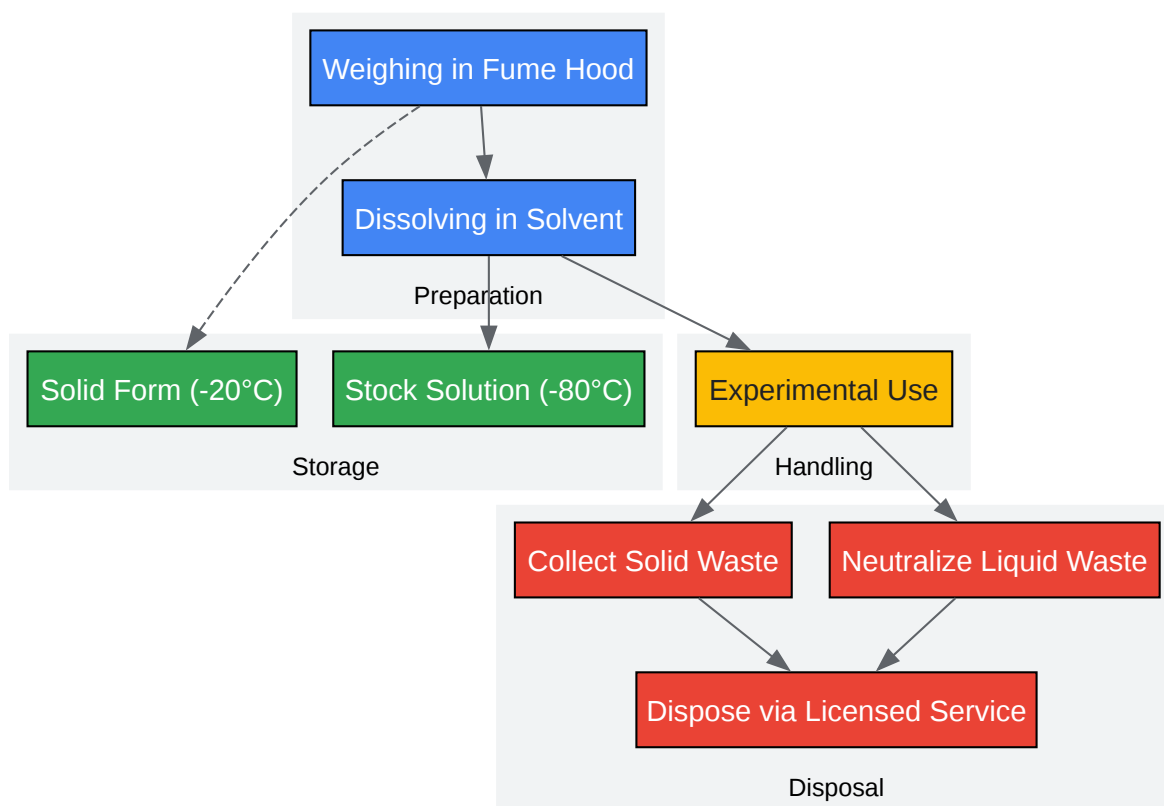 Weighing in Fume Hood
Dissolving in Solvent
Preparation
Solid Form (-20°C)
Stock Solution (-80°C)
Experimental Use
Storage
Handling
Collect Solid Waste
Neutralize Liquid Waste
Dispose via Licensed Service
Disposal